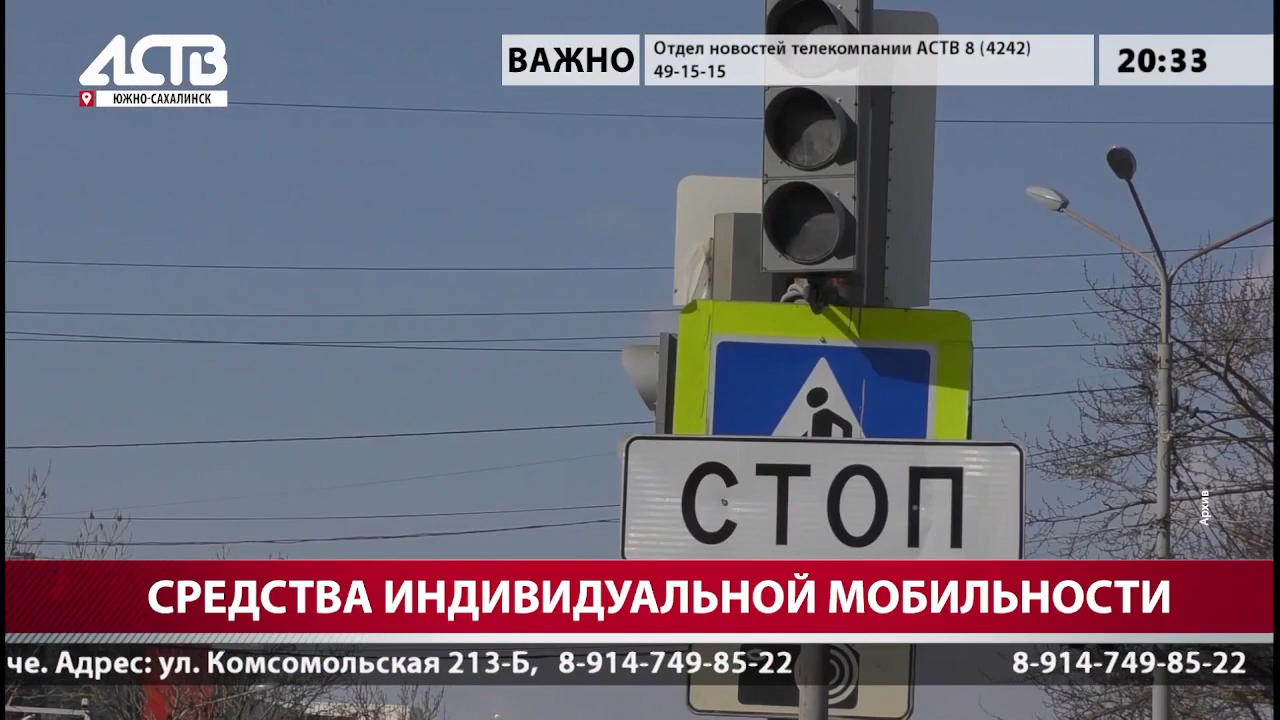 АСТВ
ЮЖНО-САХАЛИНСК
ВАЖНО
Отдел новостей телекомпании АСТВ 8 (4242)
49-15-15
20:33
СТОП
Архив
СРЕДСТВА ИНДИВИДУАЛЬНОЙ МОБИЛЬНОСТИ
че. Адрес: ул. Комсомольская 213-Б, 8-914-749-85-22 8-914-749-85-22